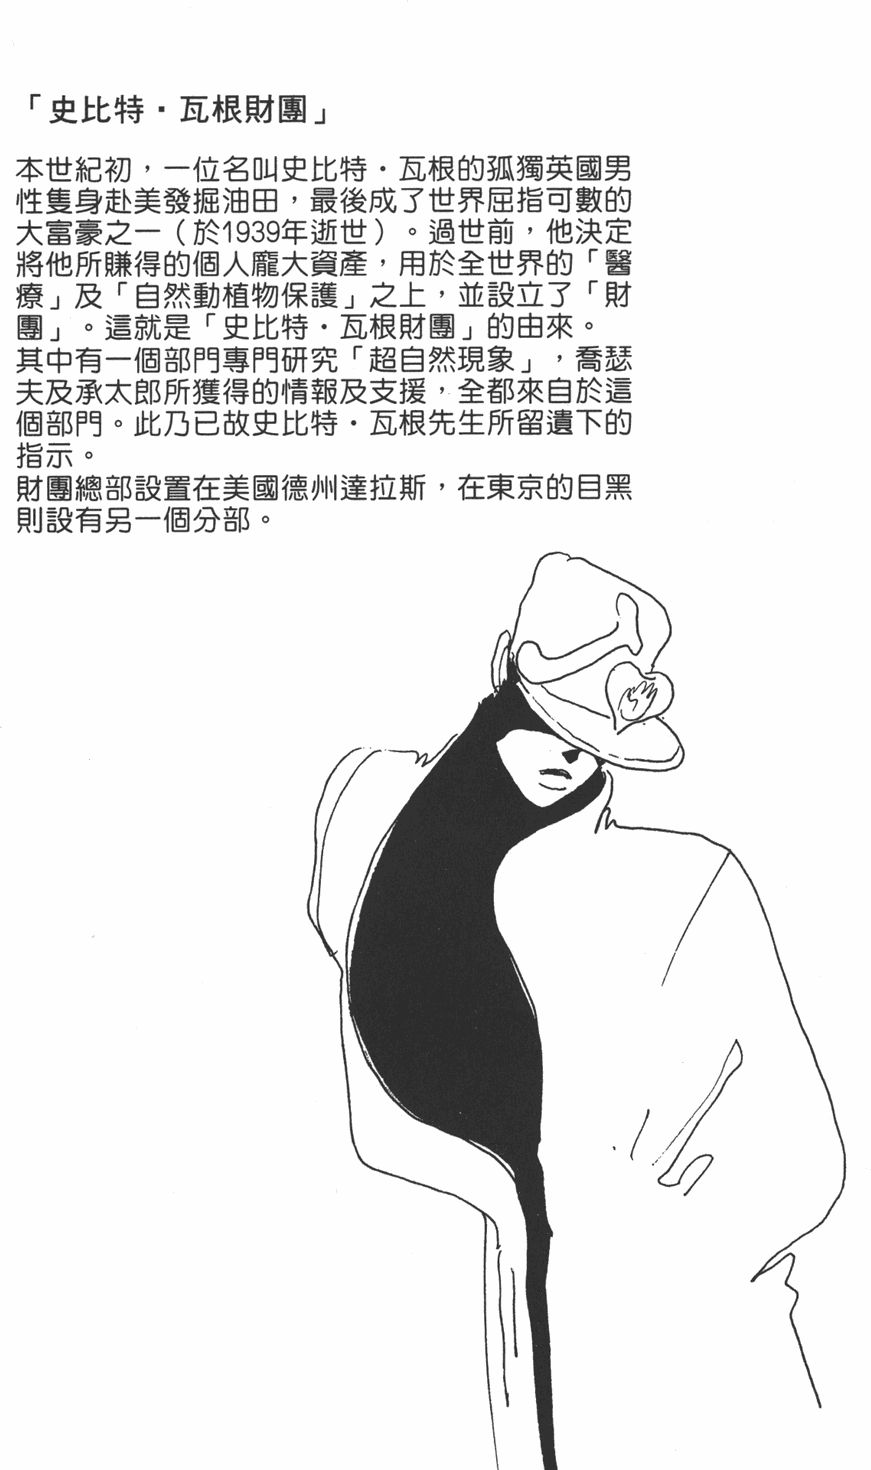 「史比特・瓦根財團」
本世紀初，一位名叫史比特・瓦根的孤獨英國男
性隻身赴美發掘油田，最後成了世界屈指可數的
大富豪之一（於1939年逝世）。過世前，他決定
將他所賺得的個人龐大資產，用於全世界的「醫
療」及「自然動植物保護」之上，並設立了「財
團」。這就是「史比特・瓦根財團」的由來。
其中有一個部門專門研究「超自然現象」，喬瑟
夫及承太郎所獲得的情報及支援，全都來自於這
個部門。此乃已故史比特・瓦根先生所留遺下的
指示。
財團總部設置在美國德州達拉斯，在東京的目黑
則設有另一個分部。